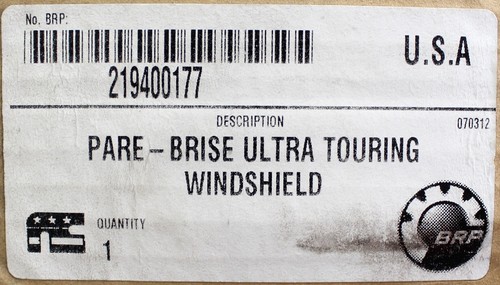 No. BRP:
U.S.A
219400177
DESCRIPTION
070312
PARE-BRISE ULTRA TOURING
WINDSHIELD
QUANTITY
1
BRP